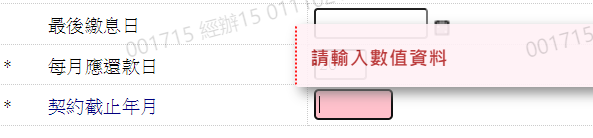 最後繳息日
001715 經辦15 011102
* 每月應還款日
請輸入數值資料
001715
* 契約截止年月